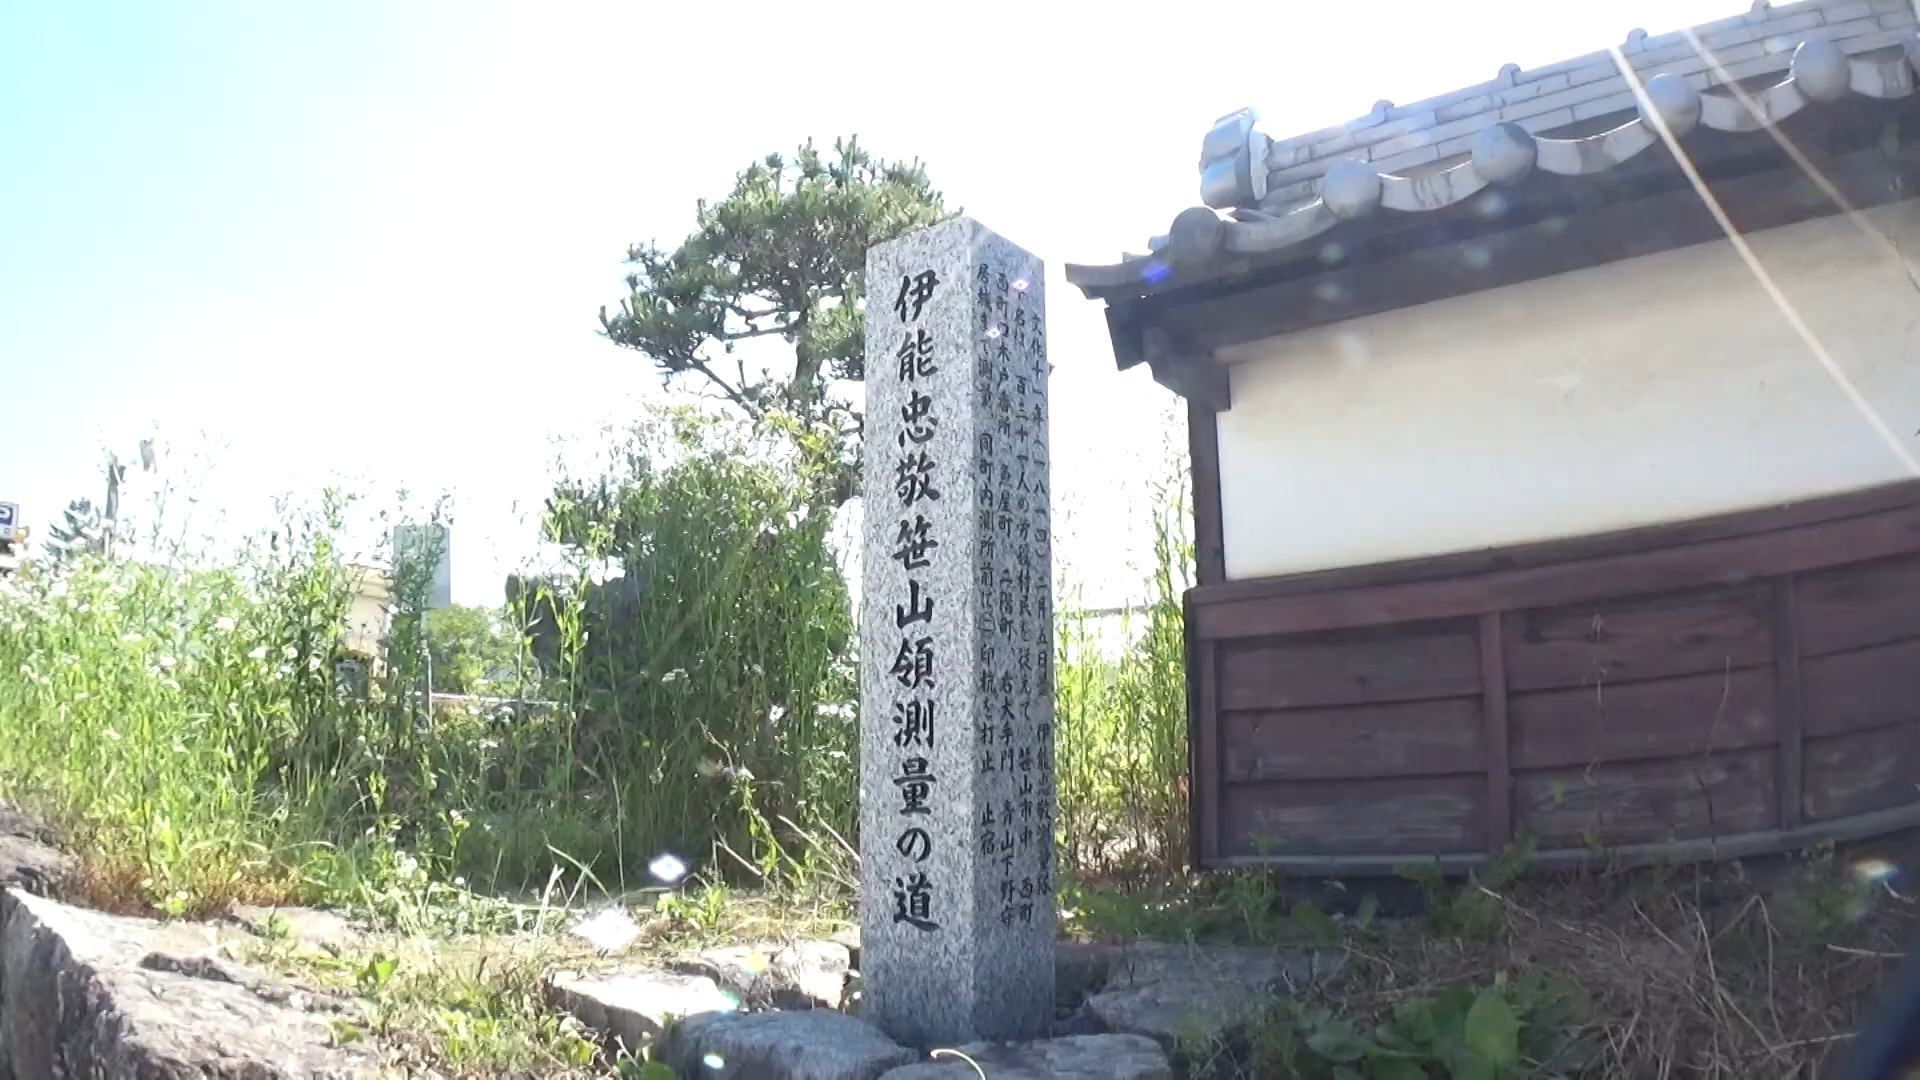 伊能忠敬笹山領測量の道
文化十一年(一八一四)二月五日 伊能忠敬測量隊
名 百三十一人の労役村民を従えて、笹山市中 西町
西町口木戸番所、魚屋町、二階町、右大手門 青山下野守
居城まで測量 同町内測所前に□印杭を打止 止宿
P